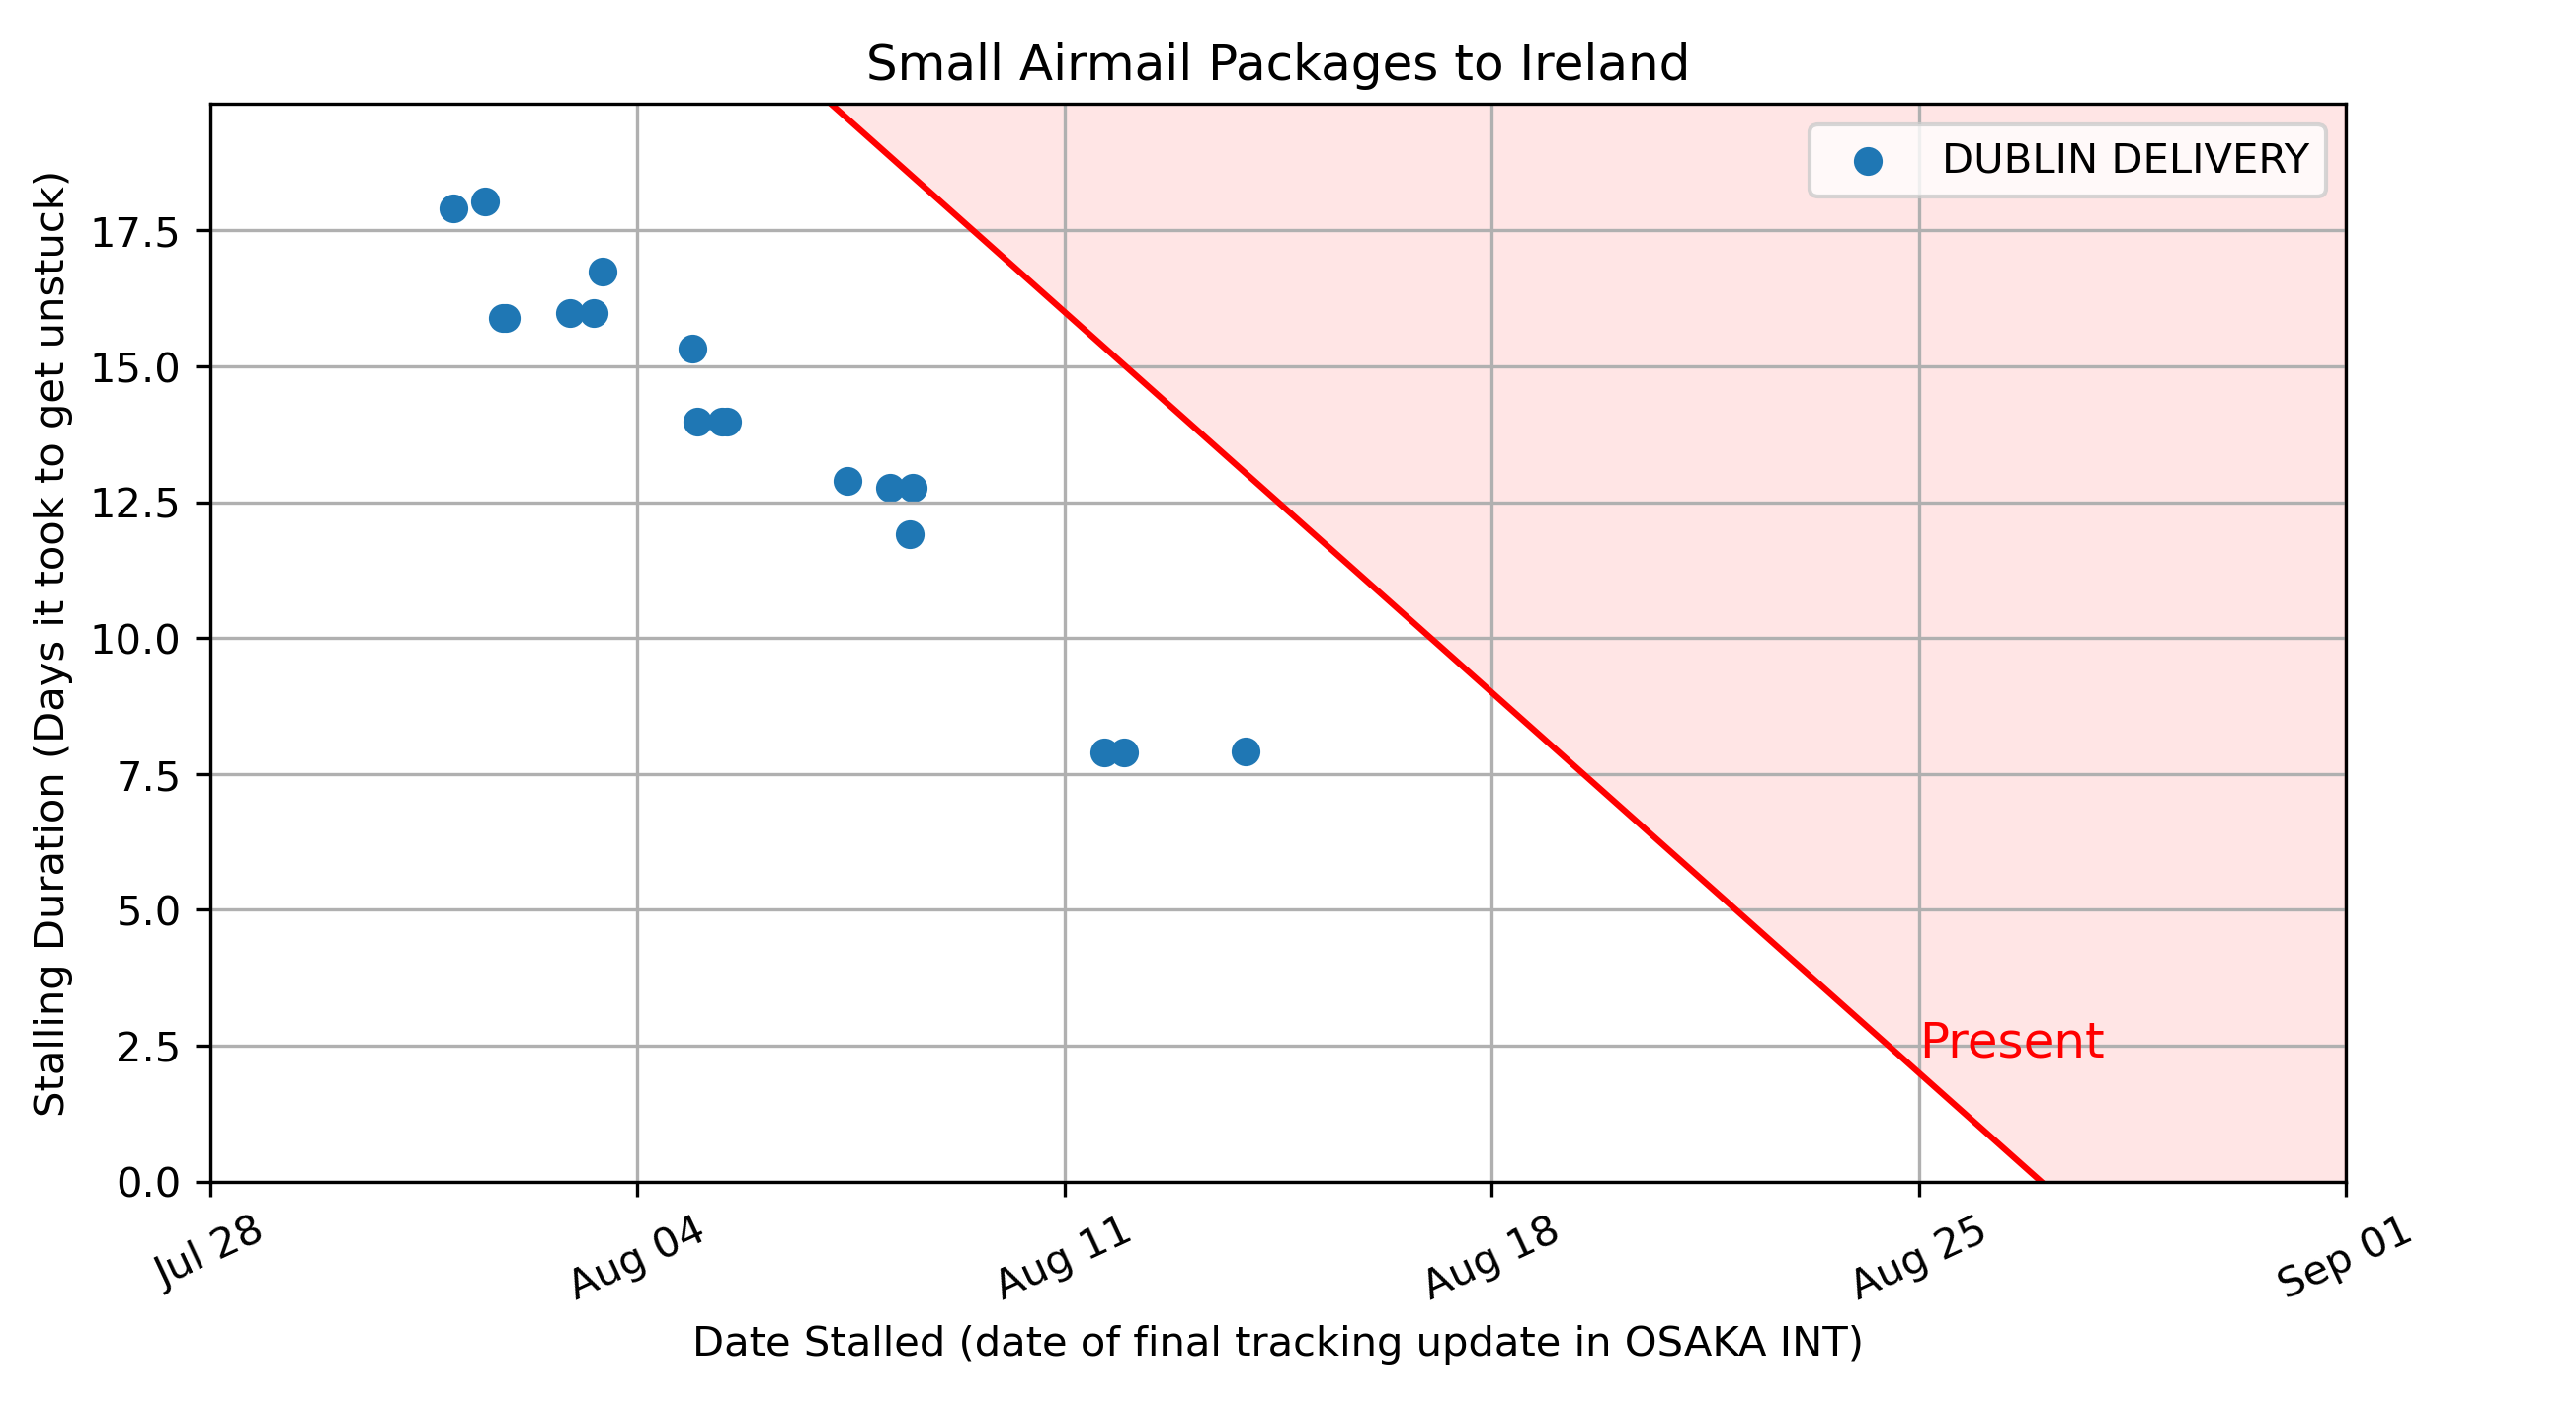 Small Airmail Packages to Ireland
DUBLIN DELIVERY
Stalling Duration (Days it took to get unstuck)
17.5
15.0
12.5
10.0
7.5
5.0
2.5
0.0
Present
Jul 28
Aug 04
Aug 11
Aug 18
Aug 25
Sep 01
Date Stalled (date of final tracking update in OSAKA INT)